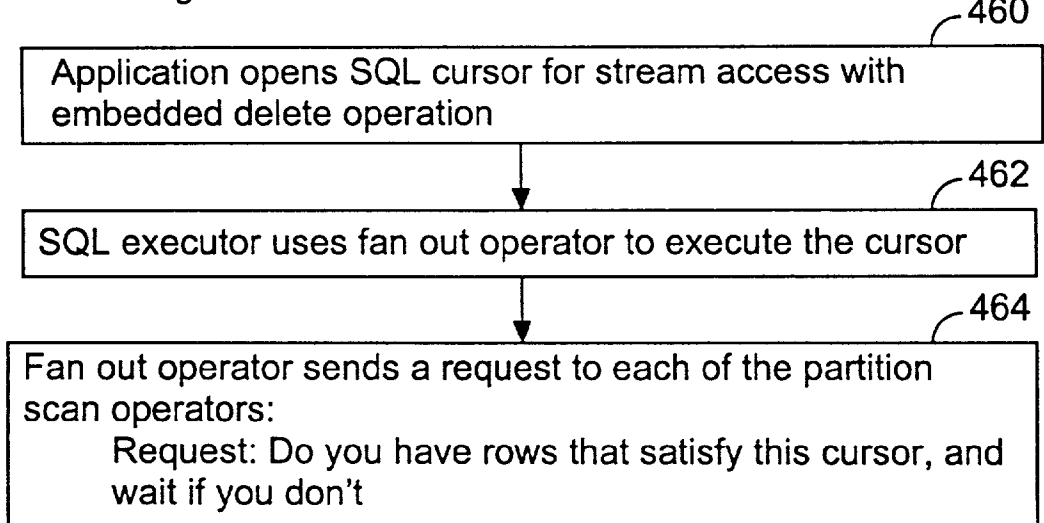 460
Application opens SQL cursor for stream access with
embedded delete operation
462
SQL executor uses fan out operator to execute the cursor
464
Fan out operator sends a request to each of the partition
scan operators:
Request: Do you have rows that satisfy this cursor, and
wait if you don't